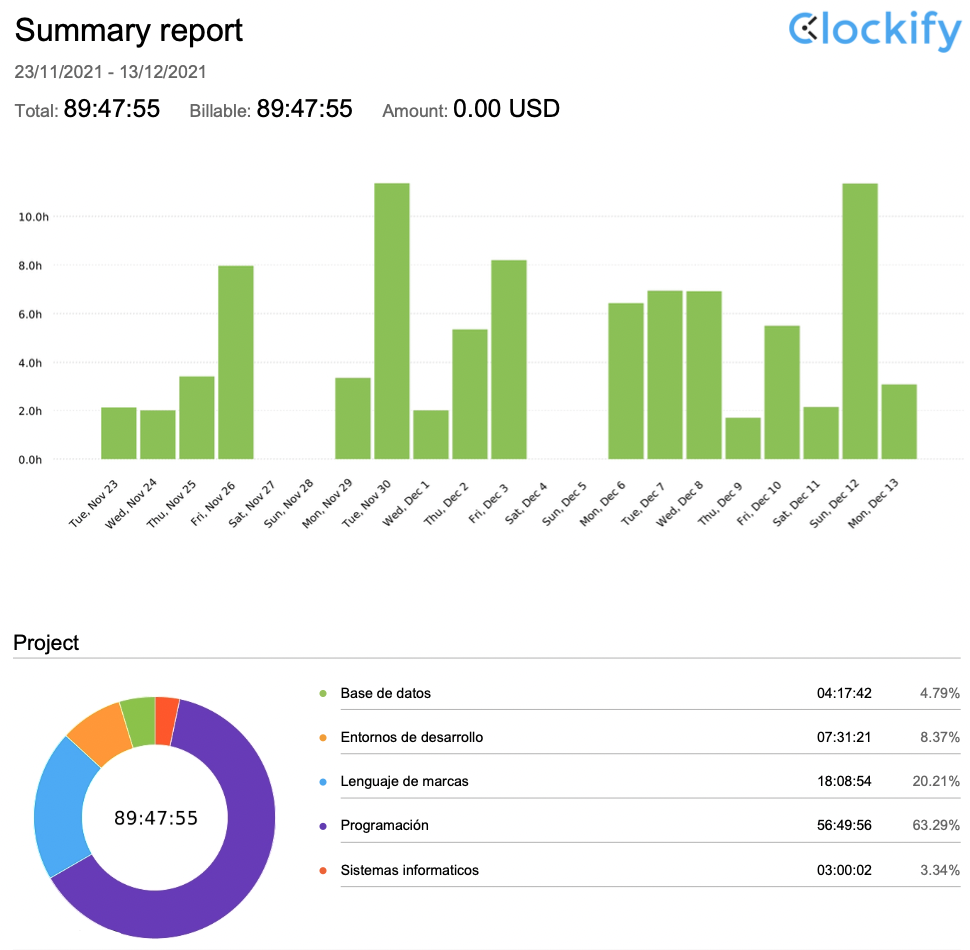 Summary report
Clockify
23/11/2021 - 13/12/2021
Total: 89:47:55 Billable: 89:47:55 Amount: 0.00 USD
10.0h
8.0h
6.0h
4.0h
2.0h
0.0h
Tue, Nov 23
Wed, Nov 24
Thu, Nov 25
Fri, Nov 26
Sat, Nov 27
Sun, Nov 28
Mon, Nov 29
Tue, Nov 30
Wed, Dec 1
Thu, Dec 2
Fri, Dec 3
Sat, Dec 4
Sun, Dec 5
Mon, Dec 6
Tue, Dec 7
Wed, Dec 8
Thu, Dec 9
Fri, Dec 10
Sat, Dec 11
Sun, Dec 12
Mon, Dec 13
Project
89:47:55
Base de datos 04:17:42 4.79%
Entornos de desarrollo 07:31:21 8.37%
Lenguaje de marcas 18:08:54 20.21%
Programación 56:49:56 63.29%
Sistemas informaticos 03:00:02 3.34%